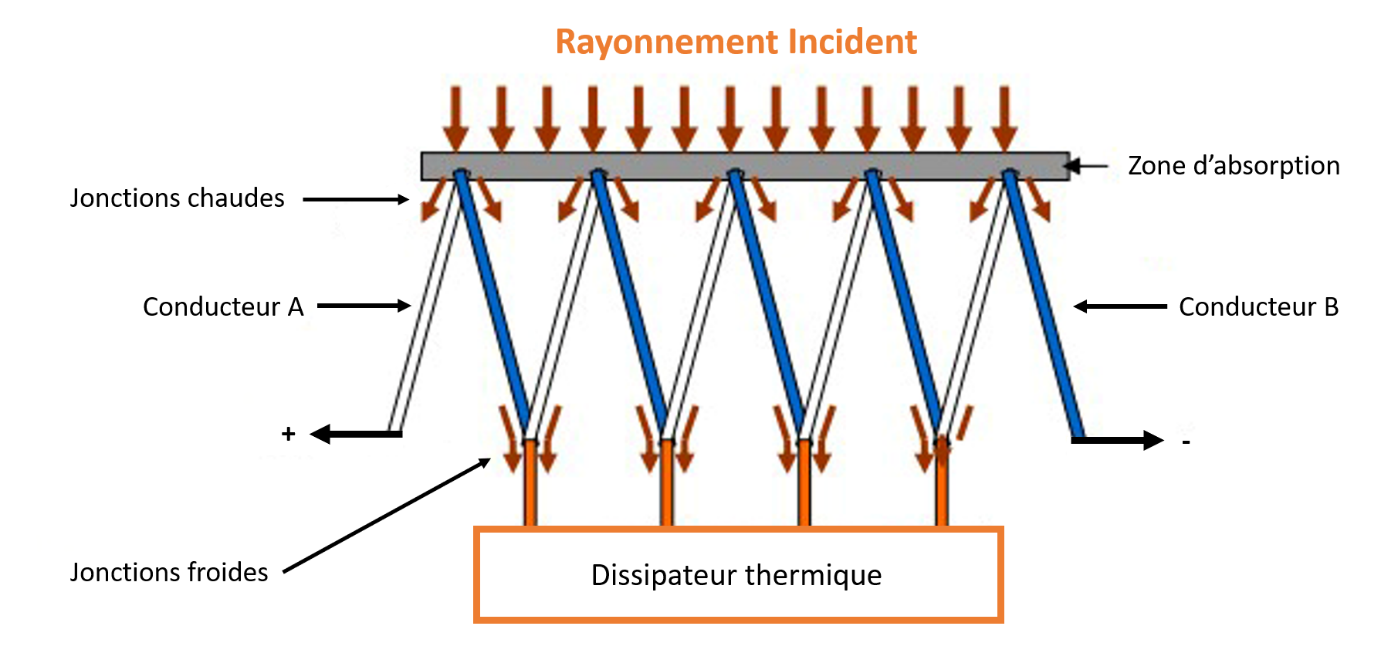 Rayonnement Incident
Zone d’absorption
Jonctions chaudes
Conducteur A
Conducteur B
+
-
Jonctions froides
Dissipateur thermique